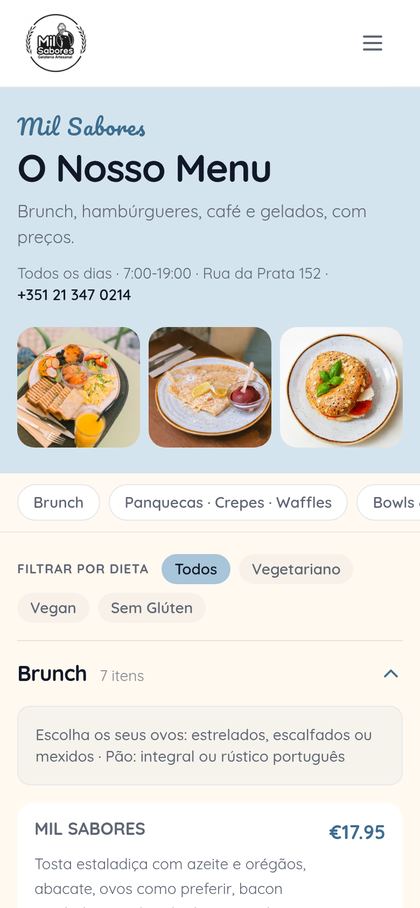 Mil
Sabores
Gelateria Artesanal
Mil Sabores
O Nosso Menu
Brunch, hambúrgueres, café e gelados, com
preços.
Todos os dias · 7:00-19:00 · Rua da Prata 152 ·
+351 21 347 0214
Brunch
Panquecas · Crepes · Waffles
Bowls
FILTRAR POR DIETA
Todos
Vegetariano
Vegan
Sem Glúten
Brunch 7 itens
Escolha os seus ovos: estrelados, escalfados ou
mexidos · Pão: integral ou rústico português
MIL SABORES
€17.95
Tosta estaladiça com azeite e orégãos,
abacate, ovos como preferir, bacon